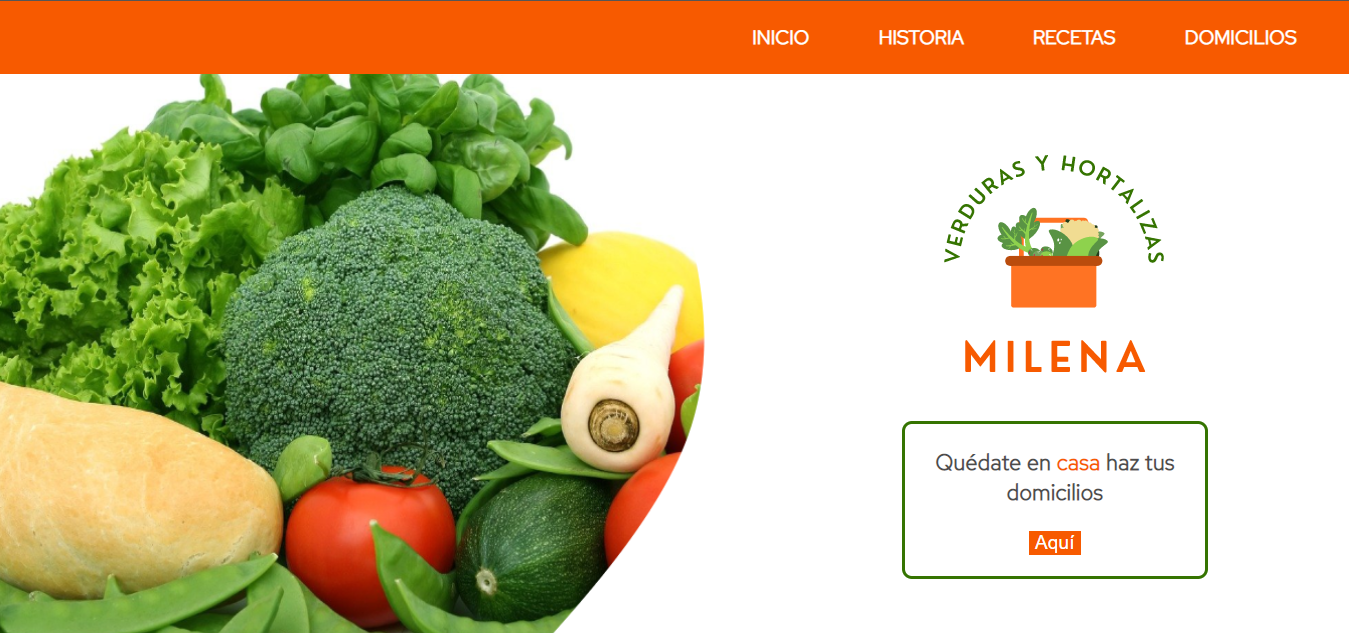 INICIO HISTORIA RECETAS DOMICILIOS
VERDURAS Y HORTALIZAS
MILENA
Quédate en casa haz tus
domicilios
Aquí